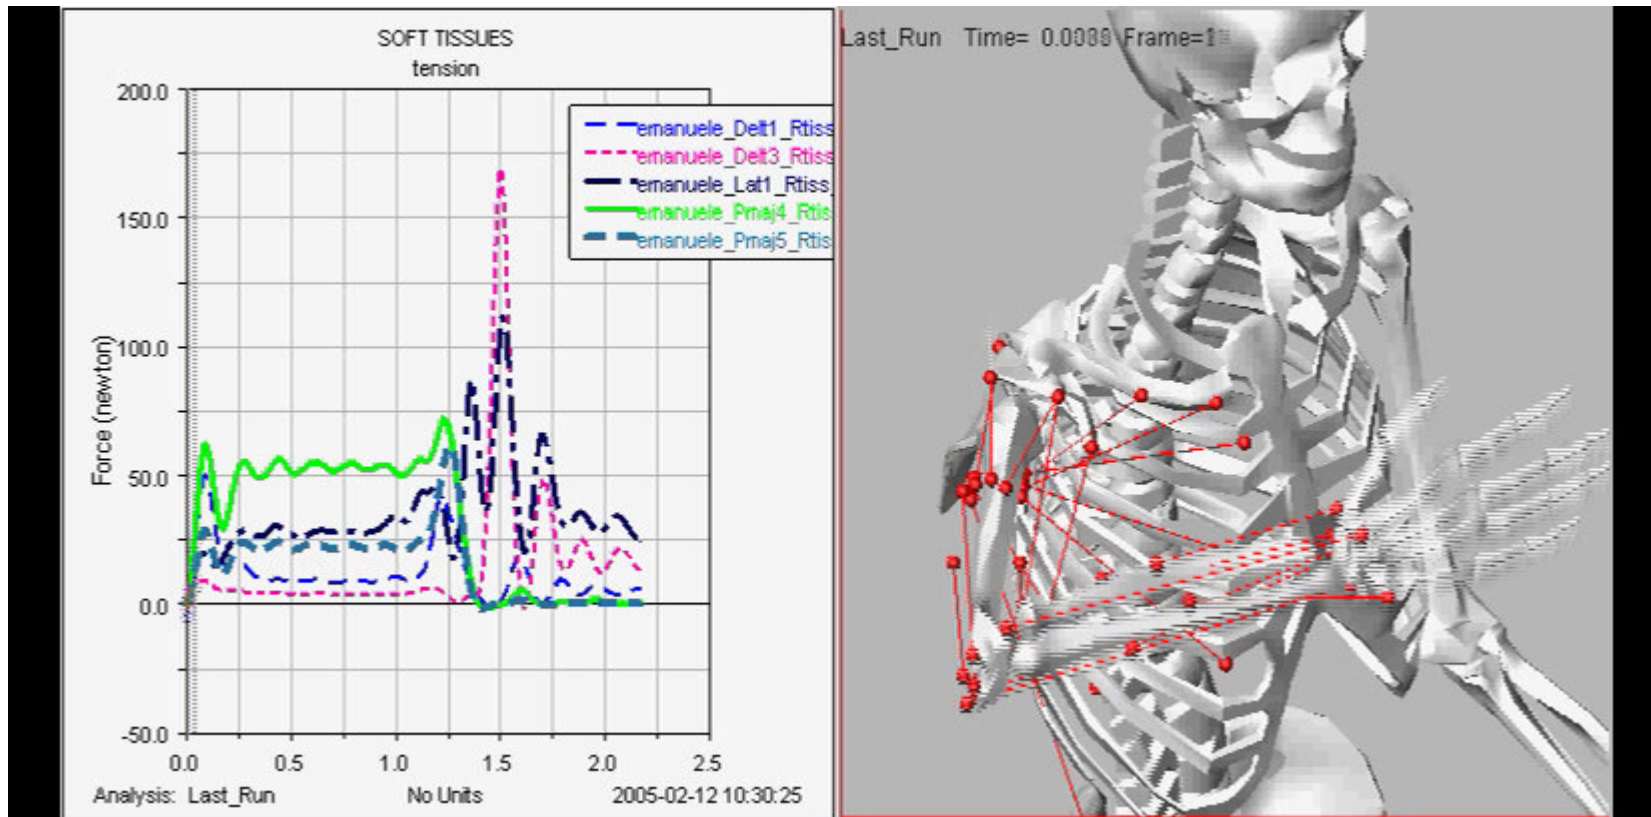 SOFT TISSUES
tension
200.0
150.0
100.0
50.0
0.0
-50.0
Force (newton)
emanuele_Delt1_Rtiss
emanuele_Delt3_Rtiss
emanuele_Lat1_Rtiss_
emanuele_Pmaj4_Rtis
emanuele_Pmaj5_Rtis
0.0 0.5 1.0 1.5 2.0 2.5
Analysis: Last_Run No Units 2005-02-12 10:30:25
Last_Run Time=